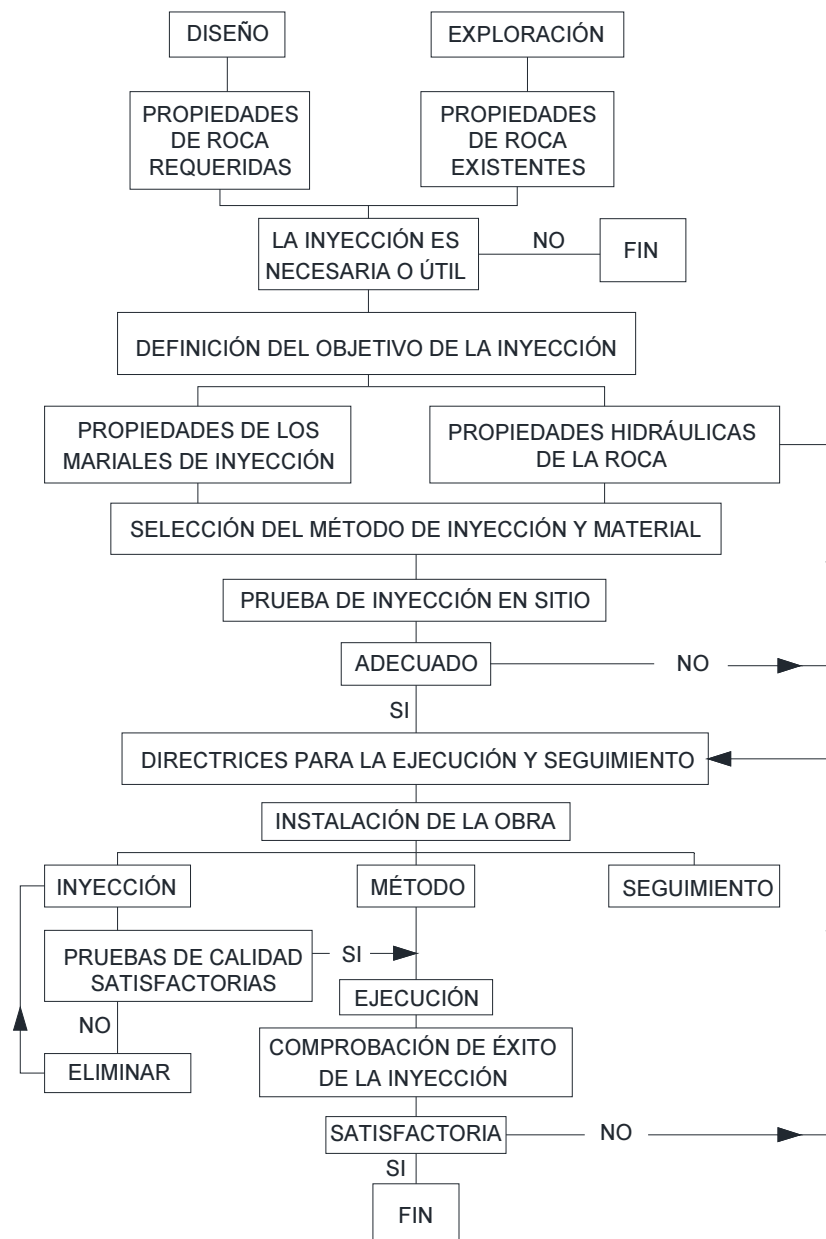 DISEÑO
EXPLORACIÓN
PROPIEDADES
DE ROCA
REQUERIDAS
PROPIEDADES
DE ROCA
EXISTENTES
LA INYECCIÓN ES
NECESARIA O ÚTIL
NO
FIN
DEFINICIÓN DEL OBJETIVO DE LA INYECCIÓN
PROPIEDADES DE LOS
MARIALES DE INYECCIÓN
PROPIEDADES HIDRÁULICAS
DE LA ROCA
SELECCIÓN DEL MÉTODO DE INYECCIÓN Y MATERIAL
PRUEBA DE INYECCIÓN EN SITIO
ADECUADO
NO
SI
DIRECTRICES PARA LA EJECUCIÓN Y SEGUIMIENTO
INSTALACIÓN DE LA OBRA
INYECCIÓN
MÉTODO
SEGUIMIENTO
PRUEBAS DE CALIDAD
SATISFACTORIAS
SI
EJECUCIÓN
NO
ELIMINAR
COMPROBACIÓN DE ÉXITO
DE LA INYECCIÓN
SATISFACTORIA
NO
SI
FIN